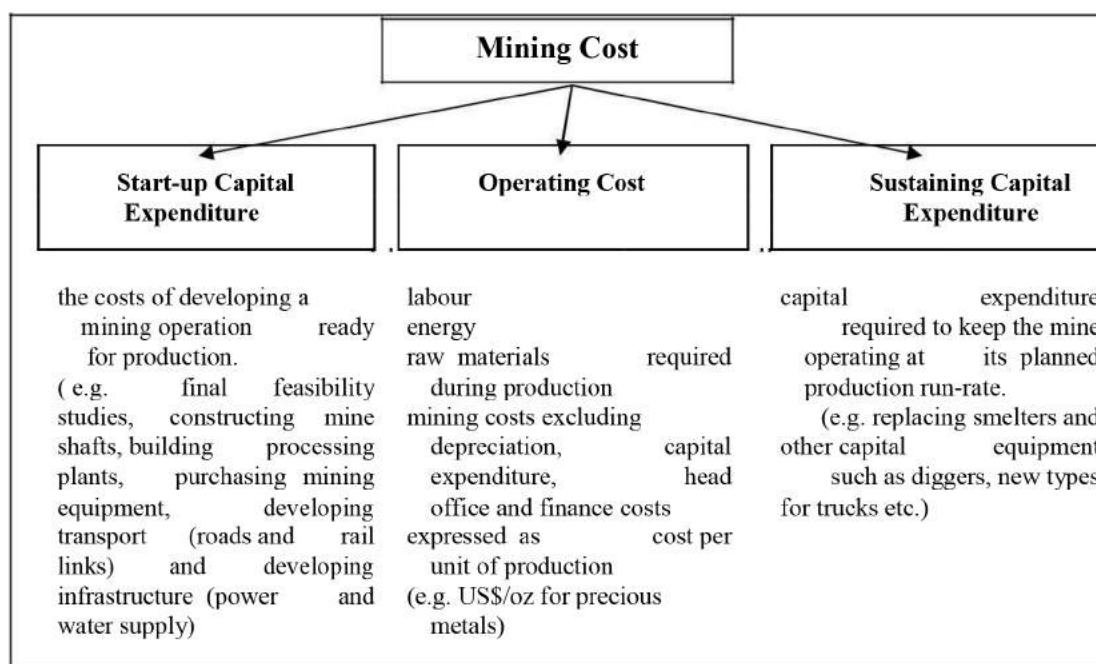 Mining Cost
Start-up Capital
Expenditure
the costs of developing a
mining operation ready
for production.
( e.g. final feasibility
studies, constructing mine
shafts, building processing
plants, purchasing mining
equipment, developing
transport (roads and rail
links) and developing
infrastructure (power and
water supply)
Operating Cost
labour
energy
raw materials required
during production
mining costs excluding
depreciation, capital
expenditure, head
office and finance costs
expressed as cost per
unit of production
(e.g. US$/oz for precious
metals)
Sustaining Capital
Expenditure
capital expenditure
required to keep the mine
operating at its planned
production run-rate.
(e.g. replacing smelters and
other capital equipment
such as diggers, new types
for trucks etc.)